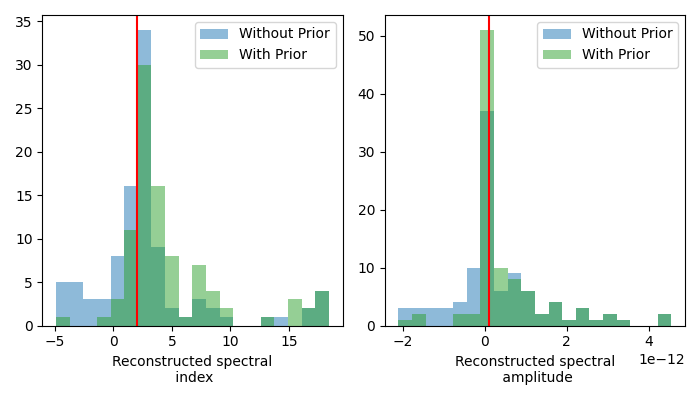 Without Prior
With Prior
35
30
25
20
15
10
5
0
−5
0
5
10
15
Reconstructed spectral
index
Without Prior
With Prior
50
40
30
20
10
0
−2
0
2
4
1e−12
Reconstructed spectral
amplitude